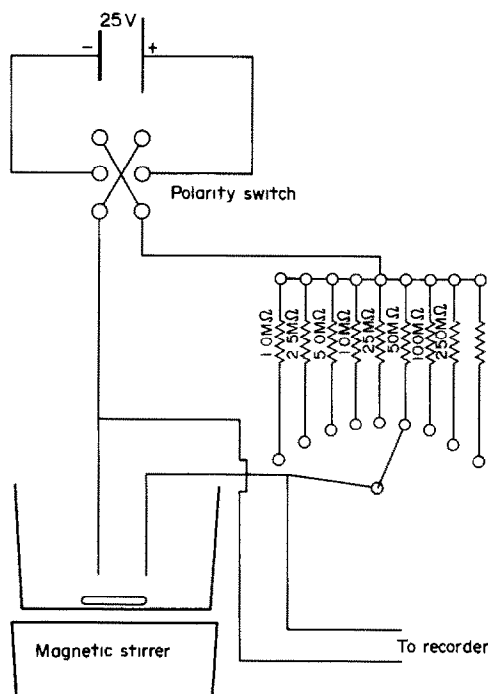 25V
- +
Polarity switch
1 0MΩ
2 5MΩ
5 0MΩ
10MΩ
25MΩ
50MΩ
100MΩ
250MΩ
To recorder
Magnetic stirrer